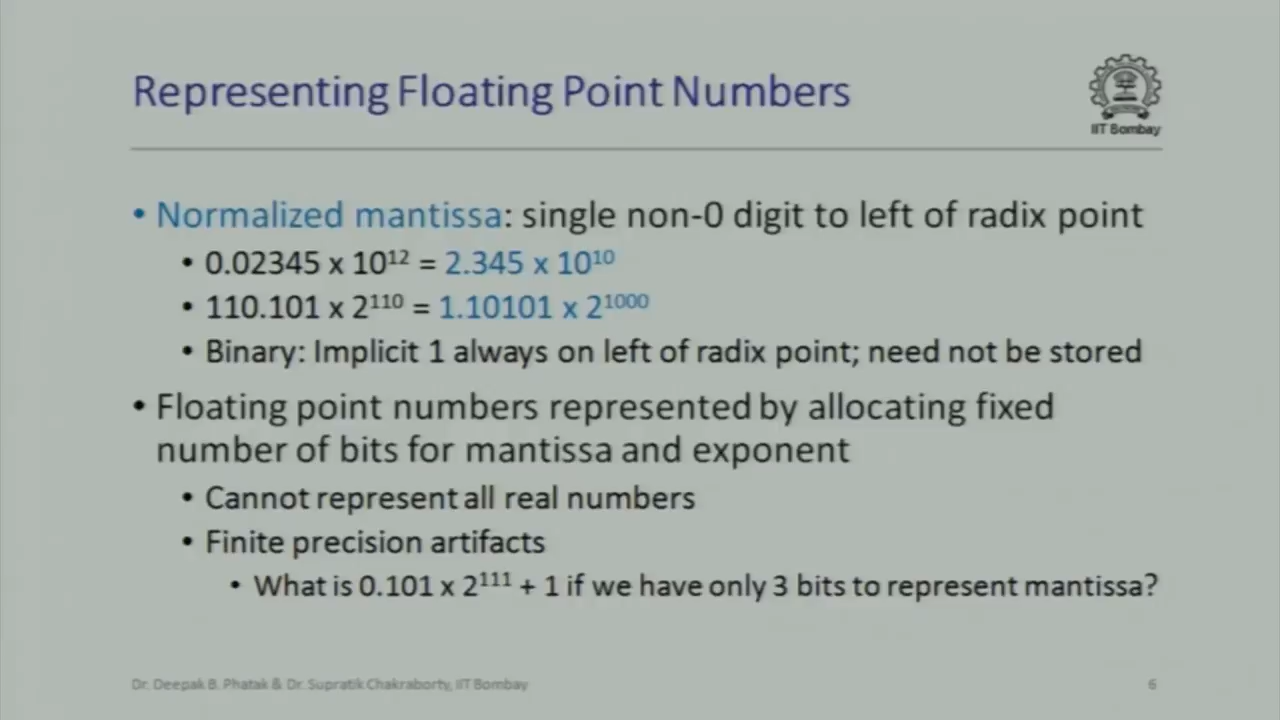 Representing Floating Point Numbers
IIT Bombay
• Normalized mantissa: single non-0 digit to left of radix point
• 0.02345 x 10¹² = 2.345 x 10¹⁰
• 110.101 x 2¹¹⁰ = 1.10101 x 2¹⁰⁰⁰
• Binary: Implicit 1 always on left of radix point; need not be stored
• Floating point numbers represented by allocating fixed
number of bits for mantissa and exponent
• Cannot represent all real numbers
• Finite precision artifacts
• What is 0.101 x 2¹¹¹ + 1 if we have only 3 bits to represent mantissa?
Dr. Deepak B. Phatak & Dr. Supratik Chakraborty, IIT Bombay
6